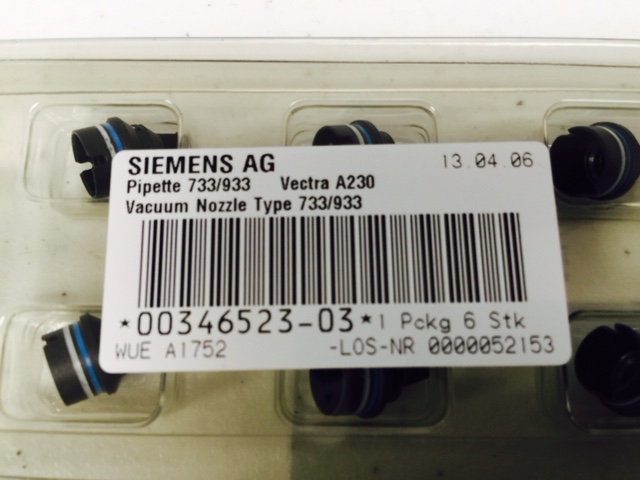 SIEMENS AG 13.04.06
Pipette 733/933 Vectra A230
Vacuum Nozzle Type 733/933
*00346523-03* 1 Pckg 6 Stk
WUE A1752 -LOS-NR 0000052153